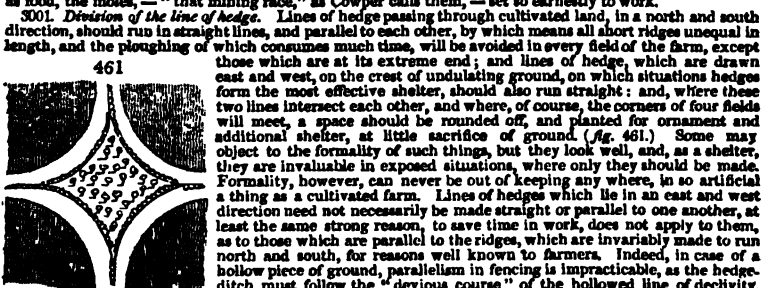 as food, the moles, — "that mining race," as Cowper calls them, — set so earnestly to work.
3001. Division of the line of hedge. Lines of hedge passing through cultivated land, in a north and south
direction, should run in straight lines, and parallel to each other, by which means all short ridges unequal in
length, and the ploughing of which consumes much time, will be avoided in every field of the farm, except
those which are at its extreme end; and lines of hedge, which are drawn
461
east and west, on the crest of undulating ground, on which situations hedges
form the most effective shelter, should also run straight: and, where these
two lines intersect each other, and where, of course, the corners of four fields
will meet, a space should be rounded off, and planted for ornament and
additional shelter, at little sacrifice of ground. (fig. 461.) Some may
object to the formality of such things, but they look well, and, as a shelter,
they are invaluable in exposed situations, where only they should be made.
Formality, however, can never be out of keeping any where, in so artificial
a thing as a cultivated farm. Lines of hedges which lie in an east and west
direction need not necessarily be made straight or parallel to one another, at
least the same strong reason, to save time in work, does not apply to them,
as to those which are parallel to the ridges, which are invariably made to run
north and south, for reasons well known to farmers. Indeed, in case of a
hollow piece of ground, parallelism in fencing is impracticable, as the hedge-
ditch must follow the "devious course" of the hollowed line of declivity